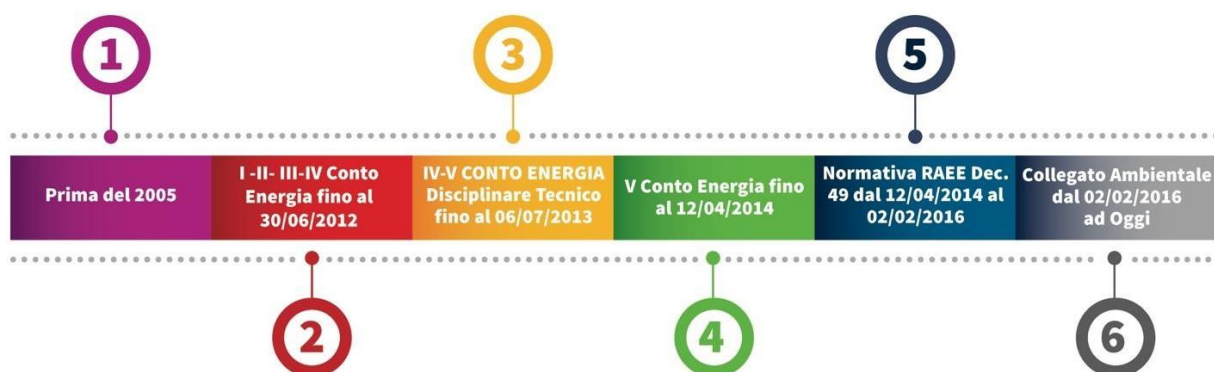 1
3
5
Prima del 2005
I -II- III-IV Conto
Energia fino al
30/06/2012
IV-V CONTO ENERGIA
Disciplinare Tecnico
fino al 06/07/2013
V Conto Energia fino
al 12/04/2014
Normativa RAEE Dec.
49 dal 12/04/2014 al
02/02/2016
Collegato Ambientale
dal 02/02/2016
ad Oggi
2
4
6